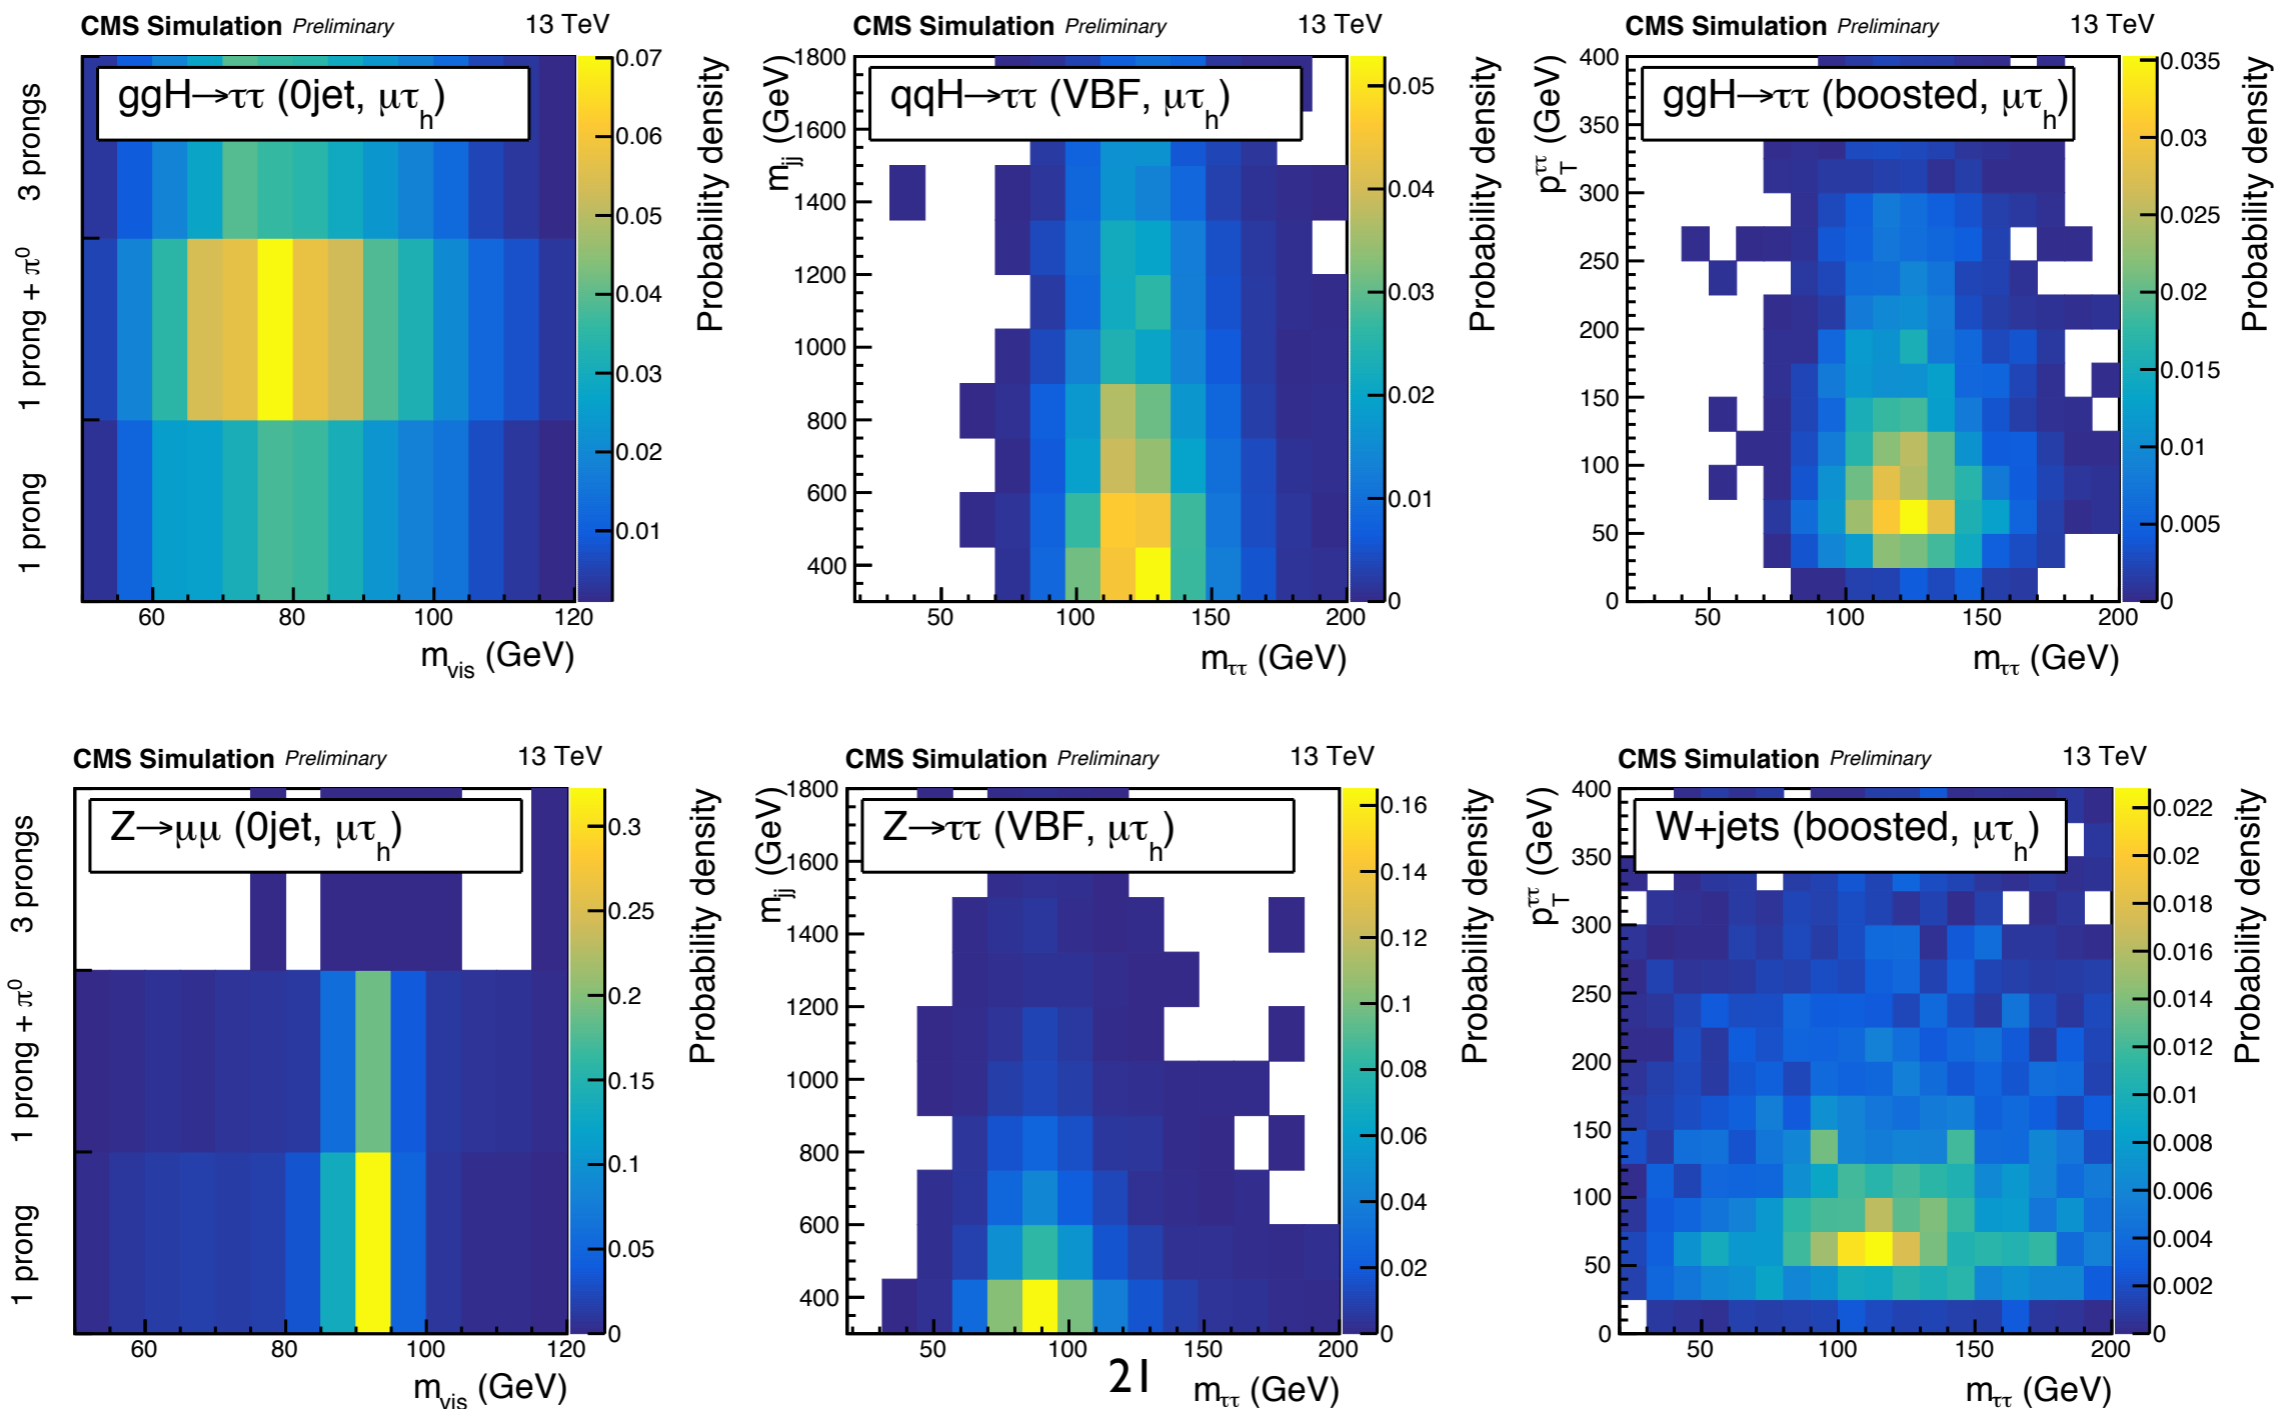 CMS Simulation Preliminary 13 TeV
ggH→ττ (0jet, μτh)
3 prongs
1 prong + π⁰
1 prong
60 80 100 120
mvis (GeV)
0.07
0.06
0.05
0.04
0.03
0.02
0.01
Probability density
CMS Simulation Preliminary 13 TeV
qqH→ττ (VBF, μτh)
mjj (GeV)
1800
1600
1400
1200
1000
800
600
400
50 100 150 200
mττ (GeV)
0.05
0.04
0.03
0.02
0.01
0
Probability density
CMS Simulation Preliminary 13 TeV
ggH→ττ (boosted, μτh)
pTττ (GeV)
400
350
300
250
200
150
100
50
0
50 100 150 200
mττ (GeV)
0.035
0.03
0.025
0.02
0.015
0.01
0.005
0
Probability density
CMS Simulation Preliminary 13 TeV
Z→μμ (0jet, μτh)
3 prongs
1 prong + π⁰
1 prong
60 80 100 120
mvis (GeV)
0.3
0.25
0.2
0.15
0.1
0.05
0
Probability density
CMS Simulation Preliminary 13 TeV
Z→ττ (VBF, μτh)
mjj (GeV)
1800
1600
1400
1200
1000
800
600
400
50 100 150 200
mττ (GeV)
0.16
0.14
0.12
0.1
0.08
0.06
0.04
0.02
0
Probability density
CMS Simulation Preliminary 13 TeV
W+jets (boosted, μτh)
pTττ (GeV)
400
350
300
250
200
150
100
50
0
50 100 150 200
mττ (GeV)
0.022
0.02
0.018
0.016
0.014
0.012
0.01
0.008
0.006
0.004
0.002
0
Probability density
21